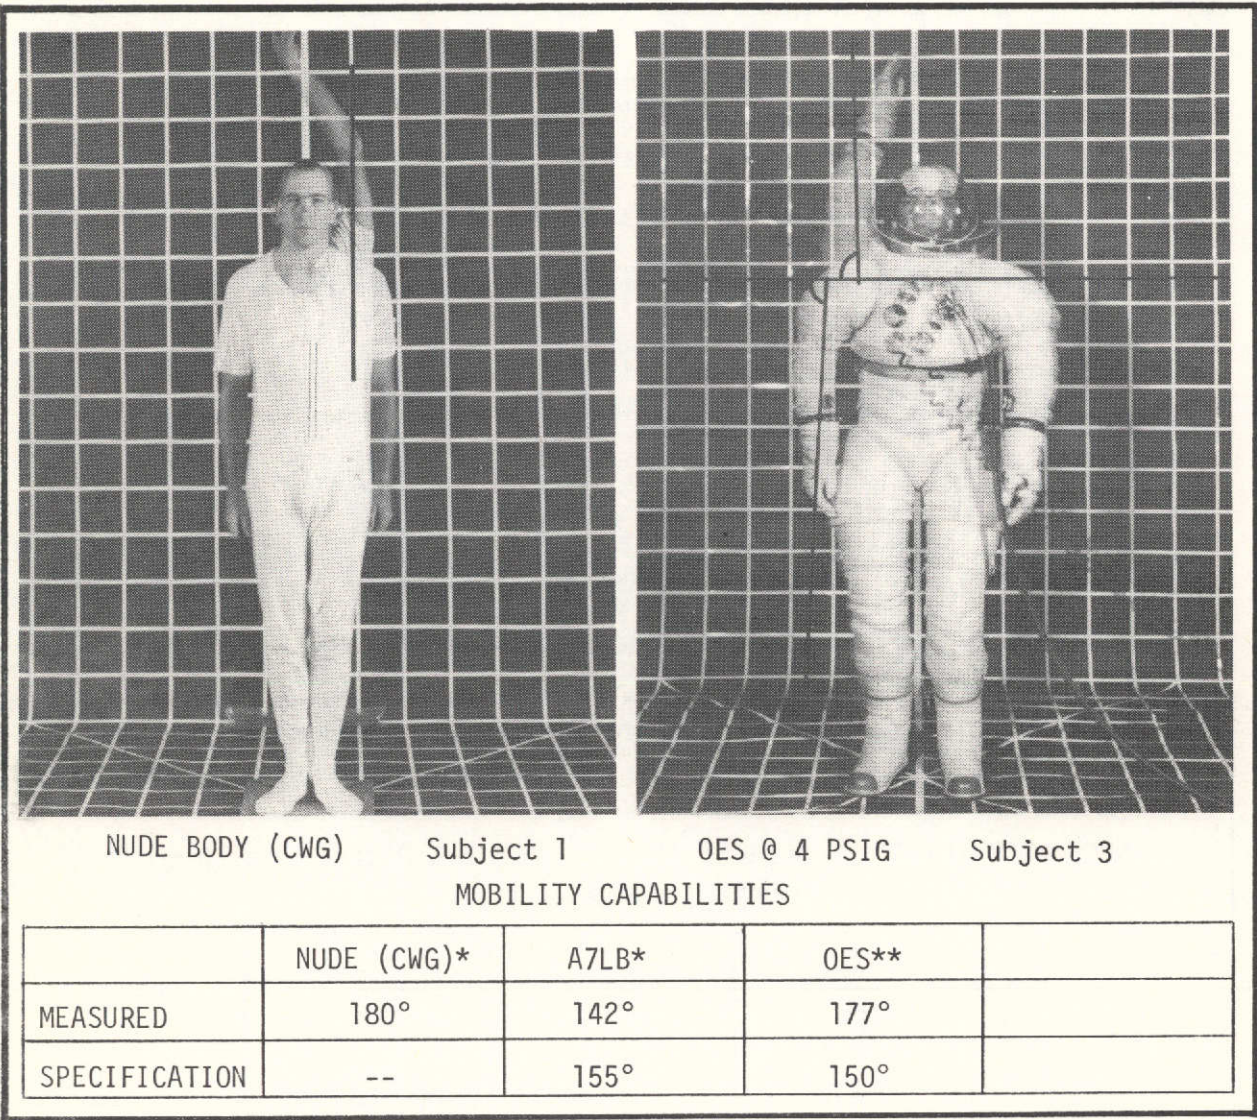 NUDE BODY (CWG) Subject 1 OES @ 4 PSIG Subject 3
MOBILITY CAPABILITIES
NUDE (CWG)* A7LB* OES**
MEASURED 180° 142° 177°
SPECIFICATION -- 155° 150°